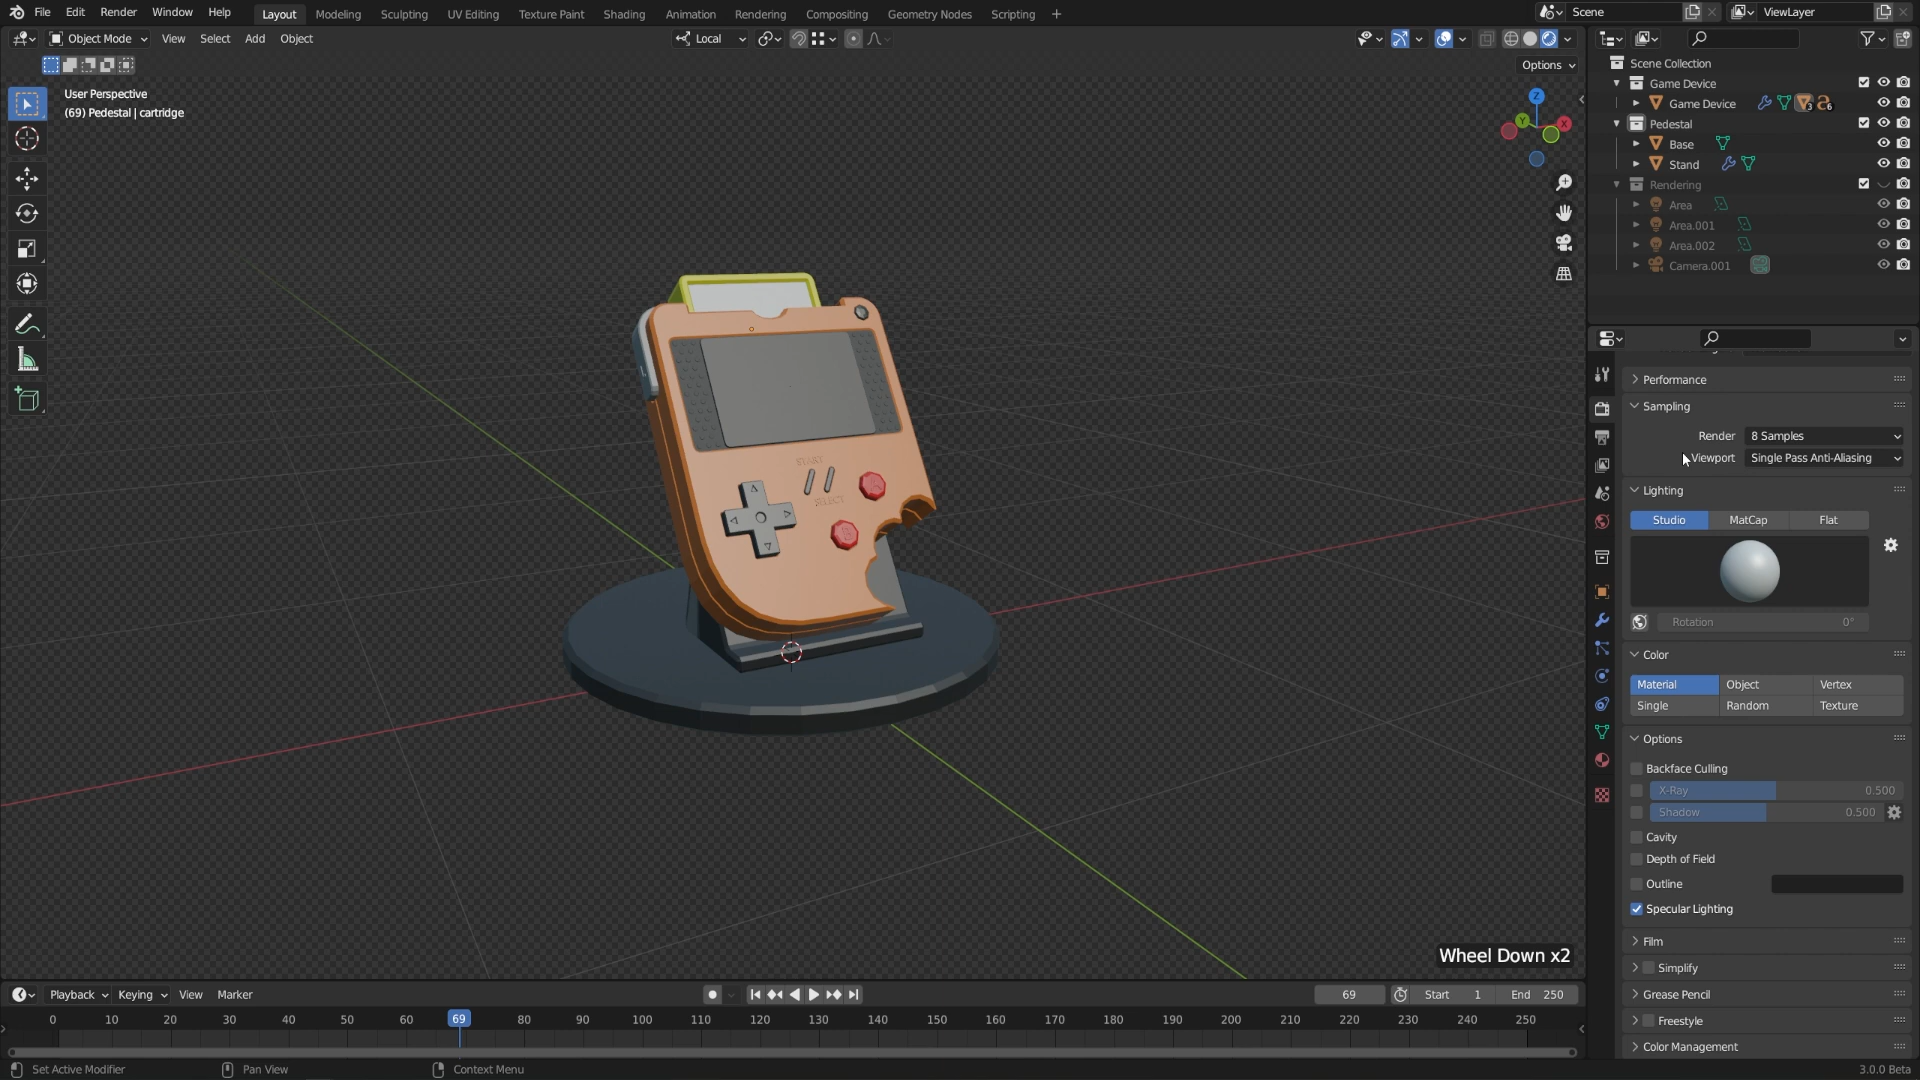 File Edit Render Window Help Layout Modeling Sculpting UV Editing Texture Paint Shading Animation Rendering Compositing Geometry Nodes Scripting + Scene ViewLayer
Object Mode View Select Add Object Local
Options
User Perspective
(69) Pedestal | cartridge
Z
Y
X
START
SELECT
A
B
Scene Collection
Game Device
Game Device 3 6
Pedestal
Base
Stand
Rendering
Area
Area.001
Area.002
Camera.001
Performance
Sampling
Render 8 Samples
Viewport Single Pass Anti-Aliasing
Lighting
Studio MatCap Flat
Rotation 0°
Color
Material Object Vertex
Single Random Texture
Options
Backface Culling
X-Ray 0.500
Shadow 0.500
Cavity
Depth of Field
Outline
Specular Lighting
Film
Simplify
Grease Pencil
Freestyle
Color Management
Wheel Down x2
Playback Keying View Marker 69 Start 1 End 250
0 10 20 30 40 50 60 69 80 90 100 110 120 130 140 150 160 170 180 190 200 210 220 230 240 250
Set Active Modifier Pan View Context Menu 3.0.0 Beta